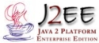 J2EE
JAVA 2 PLATFORM
ENTERPRISE EDITION